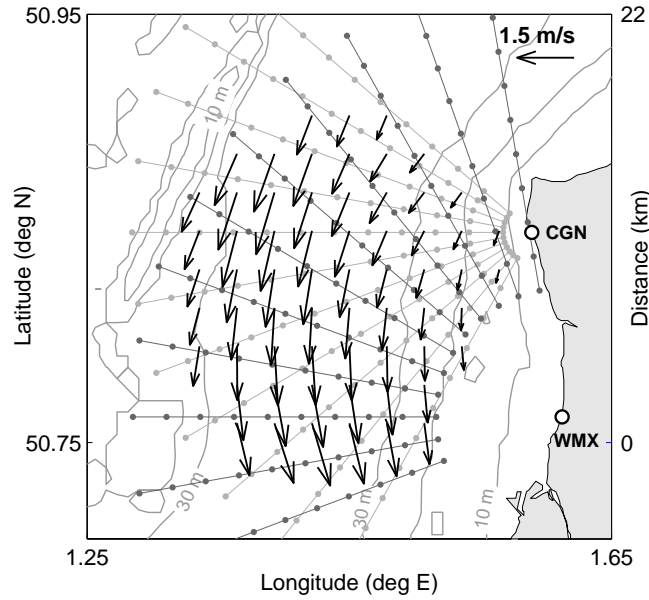 50.95
22
1.5 m/s
10 m
Latitude (deg N)
CGN
Distance (km)
50.75
WMX
0
30 m
30 m
10 m
1.25
1.65
Longitude (deg E)